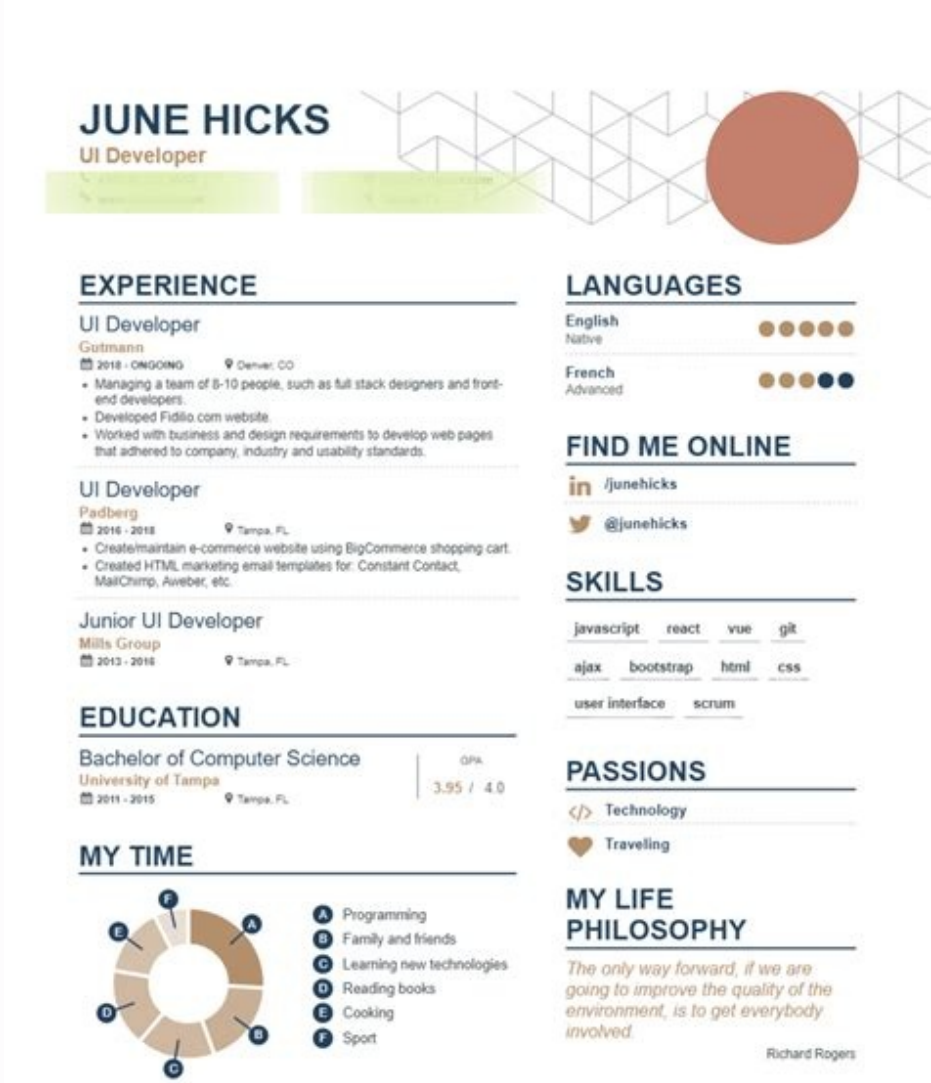 JUNE HICKS
UI Developer
EXPERIENCE
UI Developer
Gutmann
2018 - ONGOING Denver, CO
Managing a team of 8-10 people, such as full stack designers and front-
end developers.
Developed Fidilio.com website.
Worked with business and design requirements to develop web pages
that adhered to company, industry and usability standards.
UI Developer
Padberg
2016 - 2018 Tampa, FL
Create/maintain e-commerce website using BigCommerce shopping cart.
Created HTML marketing email templates for: Constant Contact,
MailChimp, Aweber, etc.
Junior UI Developer
Mills Group
2013 - 2016 Tampa, FL
EDUCATION
Bachelor of Computer Science
University of Tampa
2011 - 2015 Tampa, FL
GPA
3.95 / 4.0
MY TIME
F
A
E
D
B
C
A Programming
B Family and friends
C Learning new technologies
D Reading books
E Cooking
F Sport
LANGUAGES
English
Native
French
Advanced
FIND ME ONLINE
in /junehicks
@junehicks
SKILLS
javascript react vue git
ajax bootstrap html css
user interface scrum
PASSIONS
</> Technology
Traveling
MY LIFE
PHILOSOPHY
The only way forward, if we are
going to improve the quality of the
environment, is to get everybody
involved.
Richard Rogers